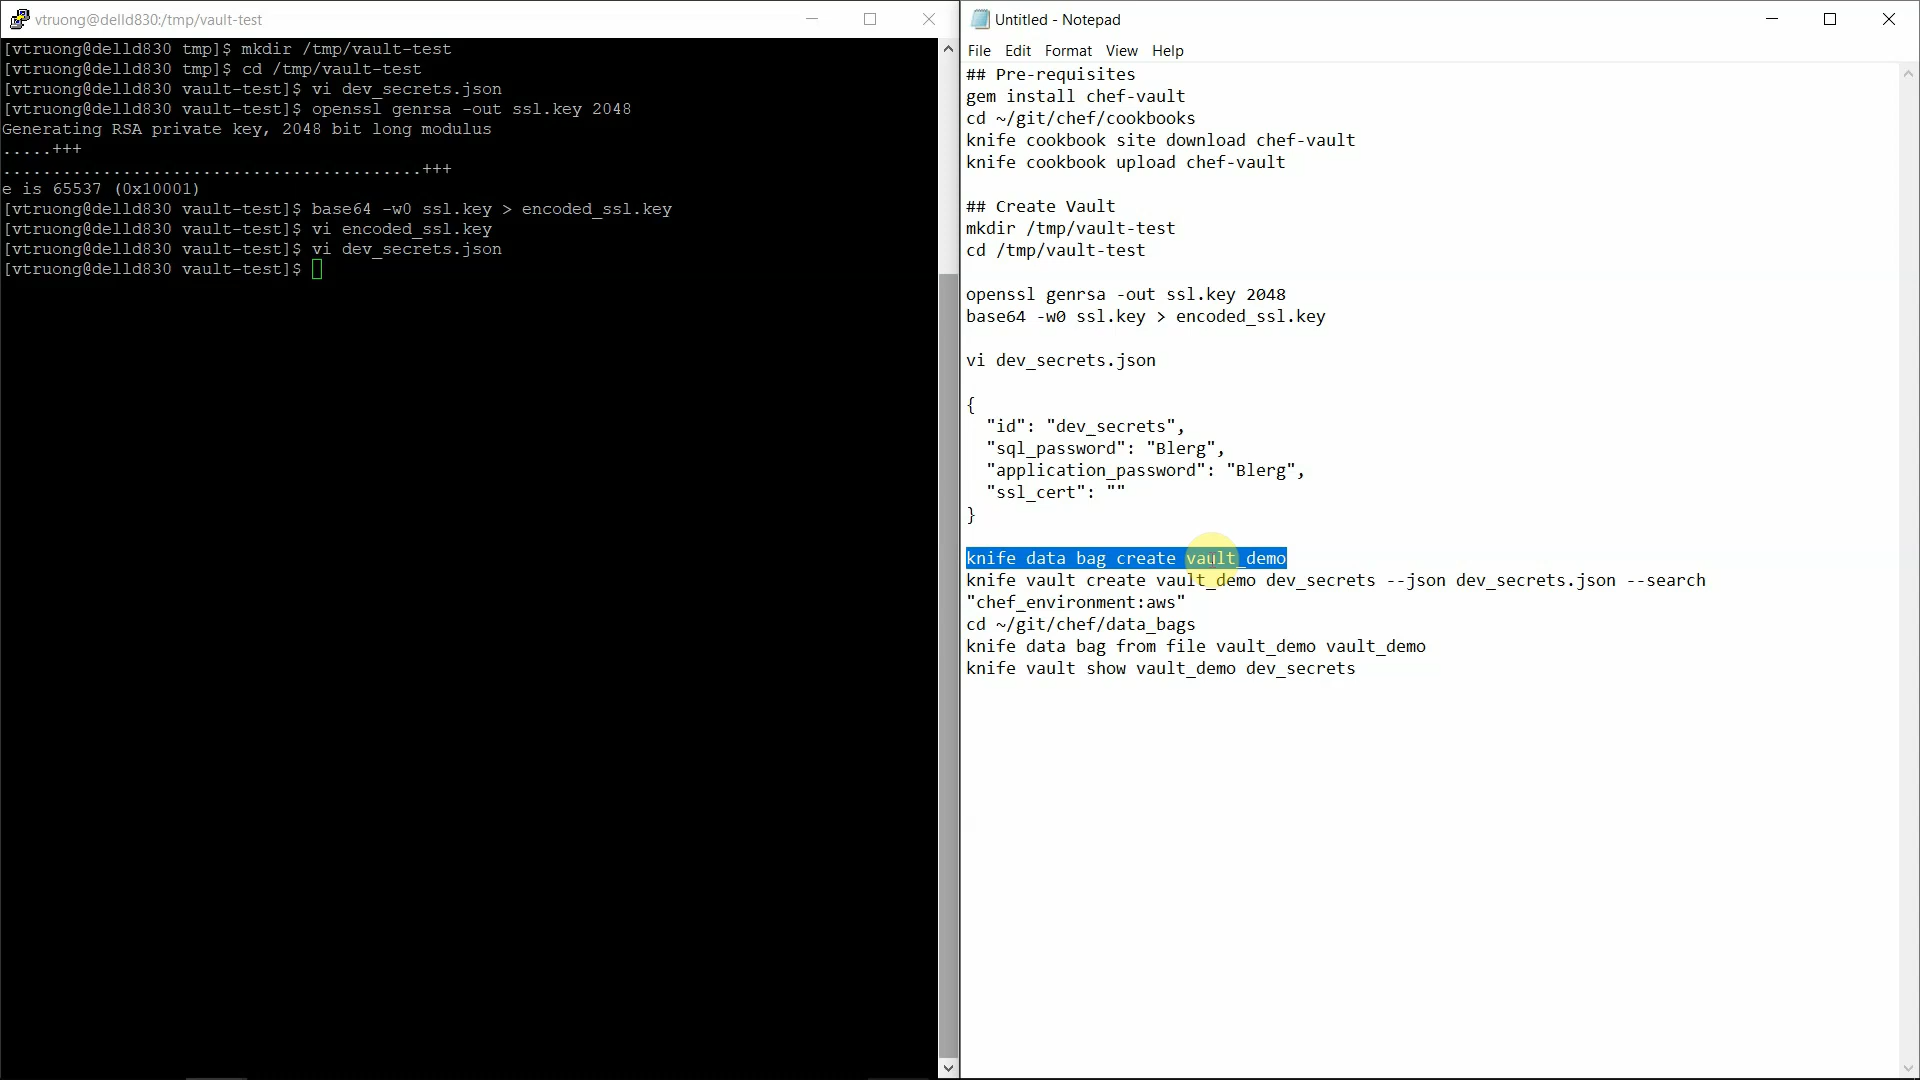 vtruong@delld830:/tmp/vault-test
[vtruong@delld830 tmp]$ mkdir /tmp/vault-test
[vtruong@delld830 tmp]$ cd /tmp/vault-test
[vtruong@delld830 vault-test]$ vi dev_secrets.json
[vtruong@delld830 vault-test]$ openssl genrsa -out ssl.key 2048
Generating RSA private key, 2048 bit long modulus
.....+++
.........................................+++
e is 65537 (0x10001)
[vtruong@delld830 vault-test]$ base64 -w0 ssl.key > encoded_ssl.key
[vtruong@delld830 vault-test]$ vi encoded_ssl.key
[vtruong@delld830 vault-test]$ vi dev_secrets.json
[vtruong@delld830 vault-test]$
Untitled - Notepad
File Edit Format View Help
## Pre-requisites
gem install chef-vault
cd ~/git/chef/cookbooks
knife cookbook site download chef-vault
knife cookbook upload chef-vault
## Create Vault
mkdir /tmp/vault-test
cd /tmp/vault-test
openssl genrsa -out ssl.key 2048
base64 -w0 ssl.key > encoded_ssl.key
vi dev_secrets.json
{
"id": "dev_secrets",
"sql_password": "Blerg",
"application_password": "Blerg",
"ssl_cert": ""
}
knife data bag create vault_demo
knife vault create vault_demo dev_secrets --json dev_secrets.json --search
"chef_environment:aws"
cd ~/git/chef/data_bags
knife data bag from file vault_demo vault_demo
knife vault show vault_demo dev_secrets